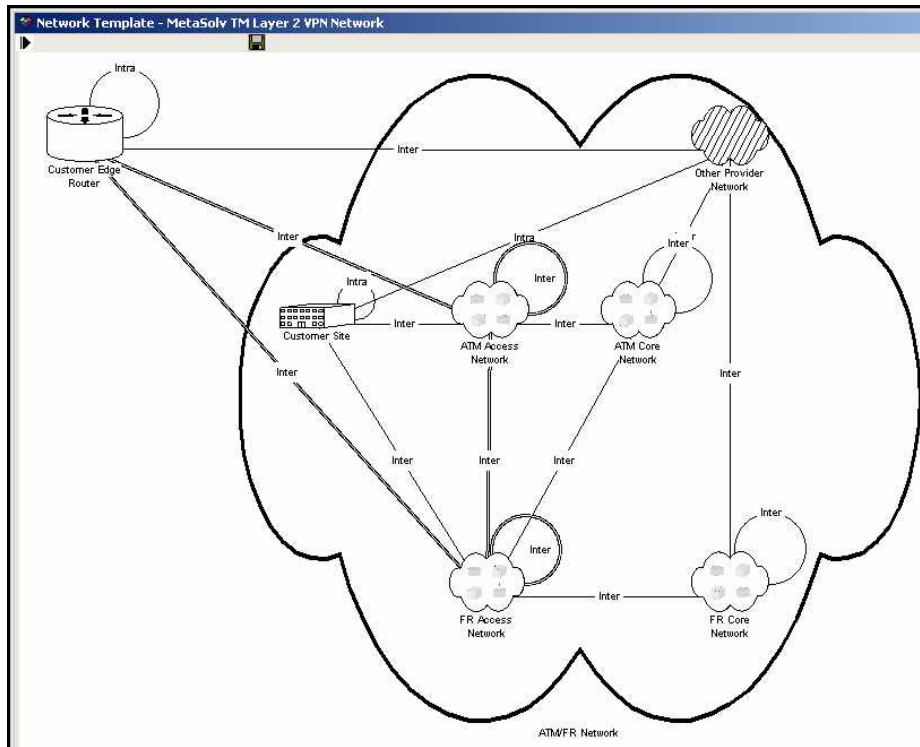 Network Template - MetaSolv TM Layer 2 VPN Network
Intra
Inter
Customer Edge
Router
Other Provider
Network
Inter
Intra
Inter
Inter
Intra
Inter
Inter
Customer Site
ATM Access
Network
ATM Core
Network
Inter
Inter
Inter
Inter
Inter
Inter
Inter
Inter
FR Access
Network
Inter
FR Core
Network
ATM/FR Network